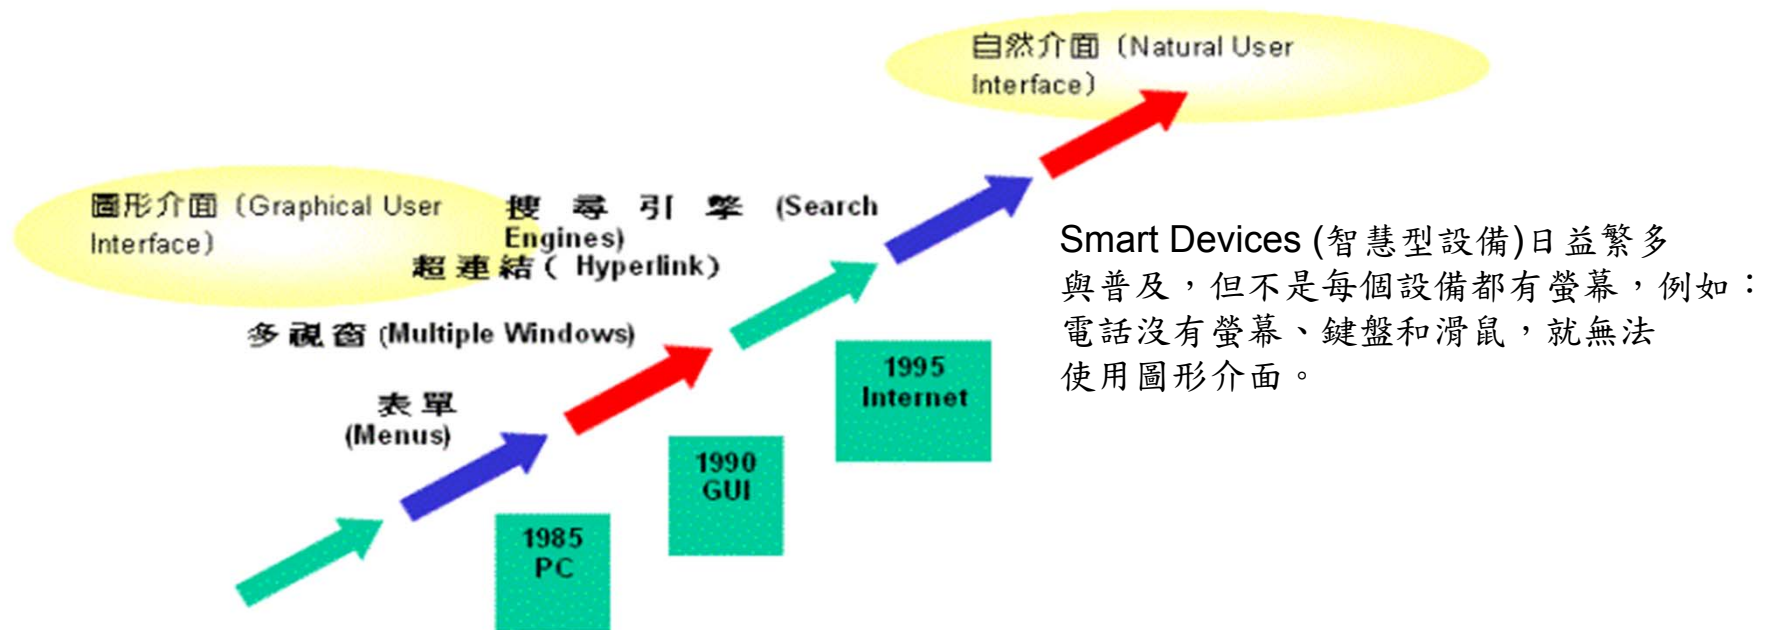 自然介面（Natural User
Interface）
圖形介面（Graphical User
Interface）
搜尋引擎 (Search
Engines)
超連結( Hyperlink）
多視窗 (Multiple Windows)
表單
(Menus)
1985
PC
1990
GUI
1995
Internet
Smart Devices (智慧型設備)日益繁多
與普及，但不是每個設備都有螢幕，例如：
電話沒有螢幕、鍵盤和滑鼠，就無法
使用圖形介面。